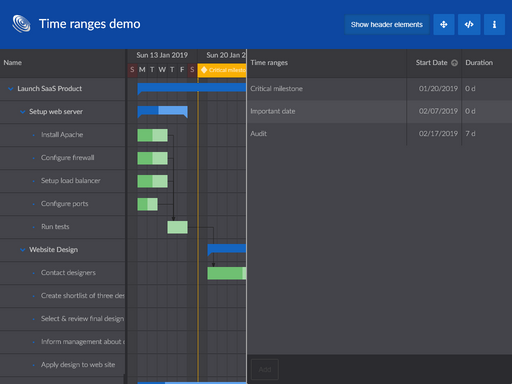 Time ranges demo
Show header elements
Name
Sun 13 Jan 2019
Sun 20 Jan 2
S M T W T F S
Critical milesto
Time ranges
Start Date
Duration
Launch SaaS Product
Critical milestone
01/20/2019
0 d
Setup web server
Important date
02/07/2019
0 d
Install Apache
Audit
02/17/2019
7 d
Configure firewall
Setup load balancer
Configure ports
Run tests
Website Design
Contact designers
Create shortlist of three des
Select & review final design
Inform management about
Apply design to web site
Add